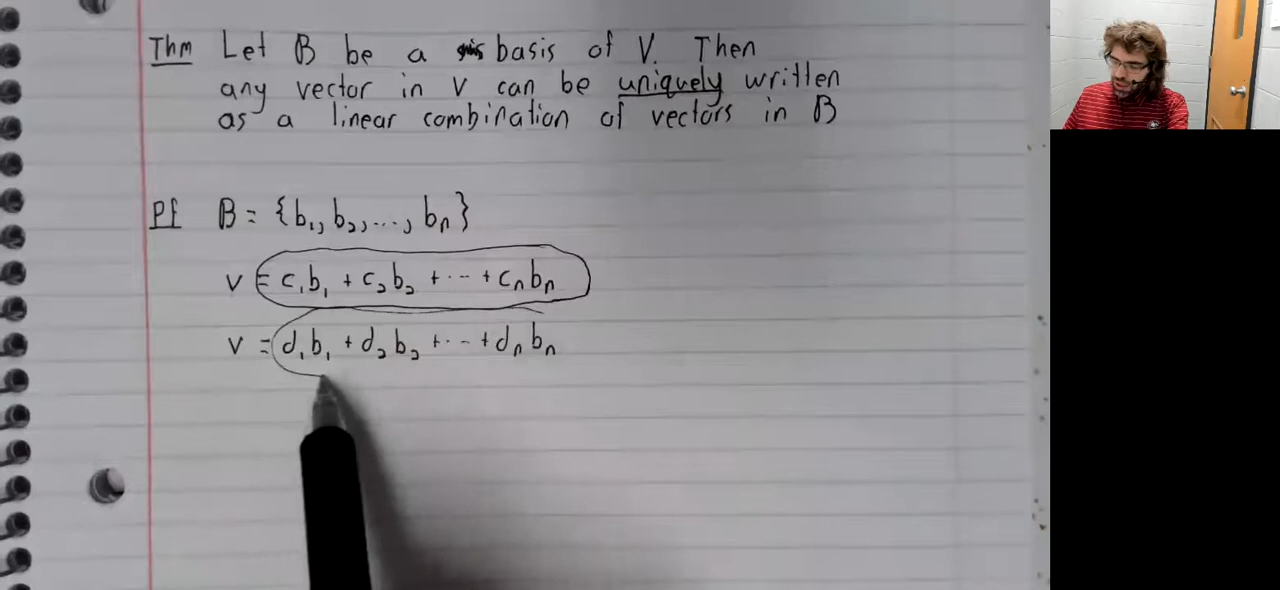 Thm Let B be a basis of V. Then
any vector in V can be uniquely written
as a linear combination of vectors in B
Pf B = {b₁, b₂, ..., bₙ}
v = c₁b₁ + c₂b₂ + ··· + cₙbₙ
v = d₁b₁ + d₂b₂ + ··· + dₙbₙ